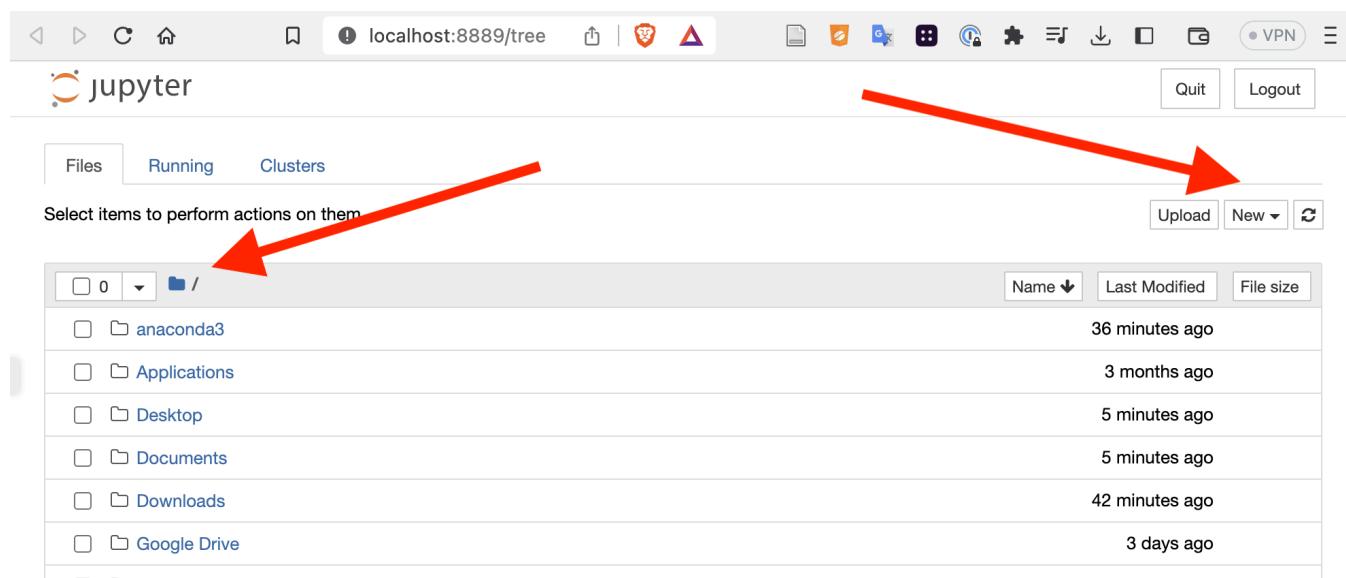 localhost:8889/tree
VPN
jupyter
Quit
Logout
Files
Running
Clusters
Select items to perform actions on them
Upload
New
0
/
Name
Last Modified
File size
anaconda3
36 minutes ago
Applications
3 months ago
Desktop
5 minutes ago
Documents
5 minutes ago
Downloads
42 minutes ago
Google Drive
3 days ago